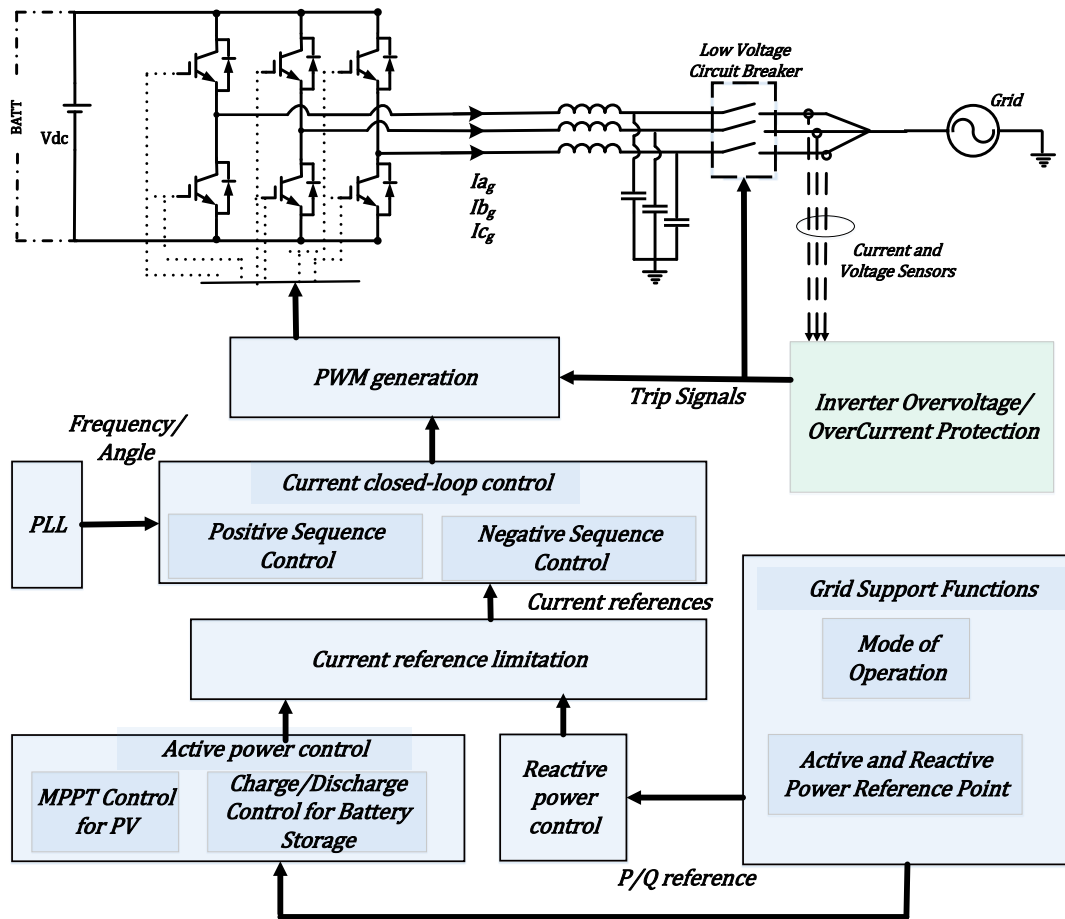 Low Voltage
Circuit Breaker
Grid
BATT
Vdc
Iag
Ibg
Icg
Current and
Voltage Sensors
PWM generation
Trip Signals
Inverter Overvoltage/
OverCurrent Protection
Frequency/
Angle
PLL
Current closed-loop control
Positive Sequence
Control
Negative Sequence
Control
Current references
Grid Support Functions
Mode of
Operation
Active and Reactive
Power Reference Point
Current reference limitation
Active power control
MPPT Control
for PV
Charge/Discharge
Control for Battery
Storage
Reactive
power
control
P/Q reference